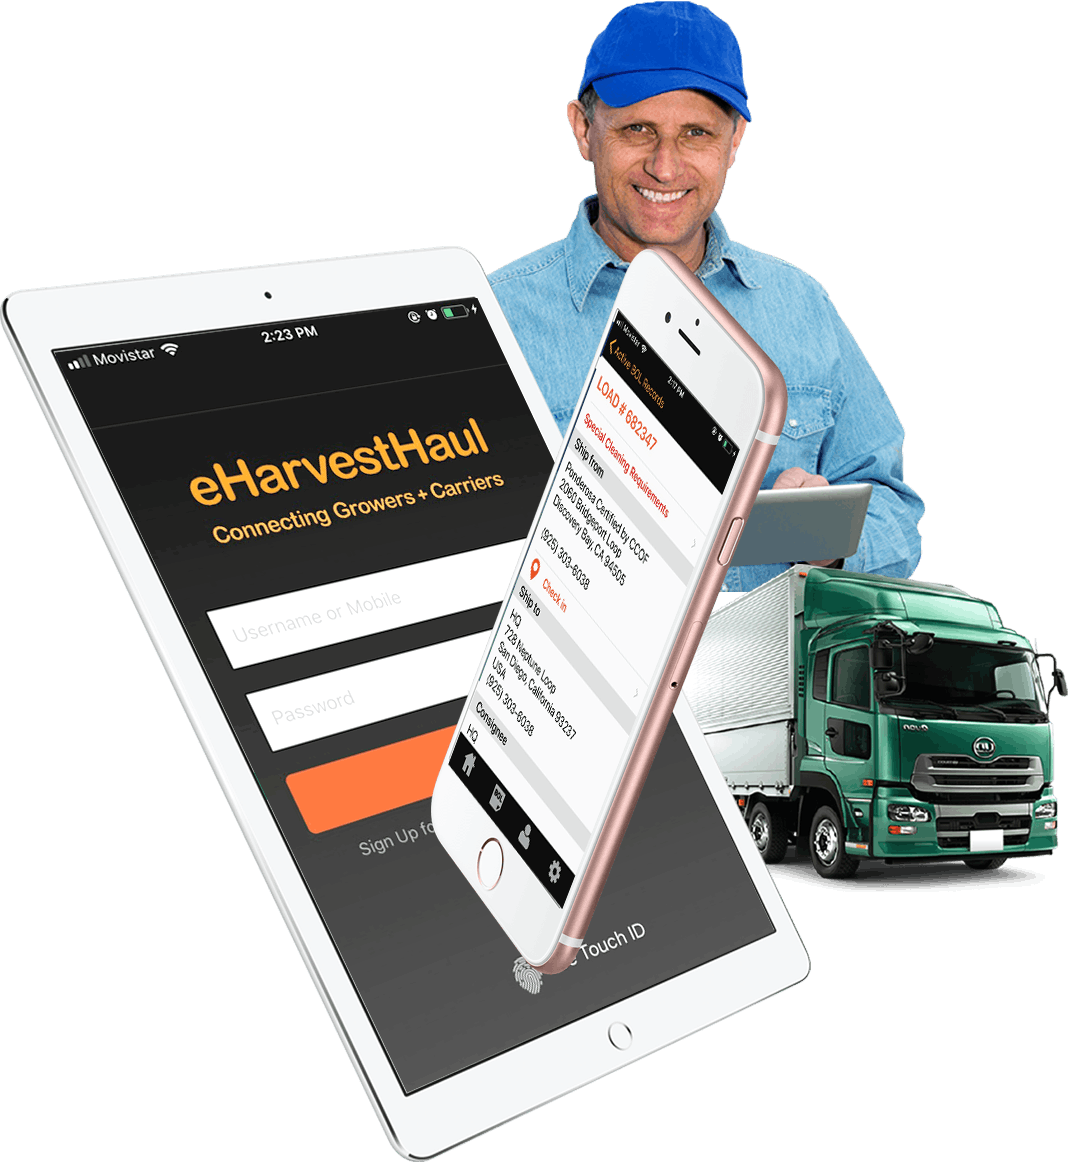 Movistar
2:23 PM
eHarvestHaul
Connecting Growers + Carriers
Username or Mobile
Password
Sign Up fo
Touch ID
Movistar
2:17 PM
Active BOL Records
LOAD # 682347
Special Cleaning Requirements
Ship from
Ponderosa Certified by CCOF
2060 Bridgeport Loop
Discovery Bay, CA 94505
(925) 303-6038
Check in
Ship to
HQ
728 Neptune Loop
San Diego, California 93237
USA
(925) 303-6038
Consignee
HQ
BOL